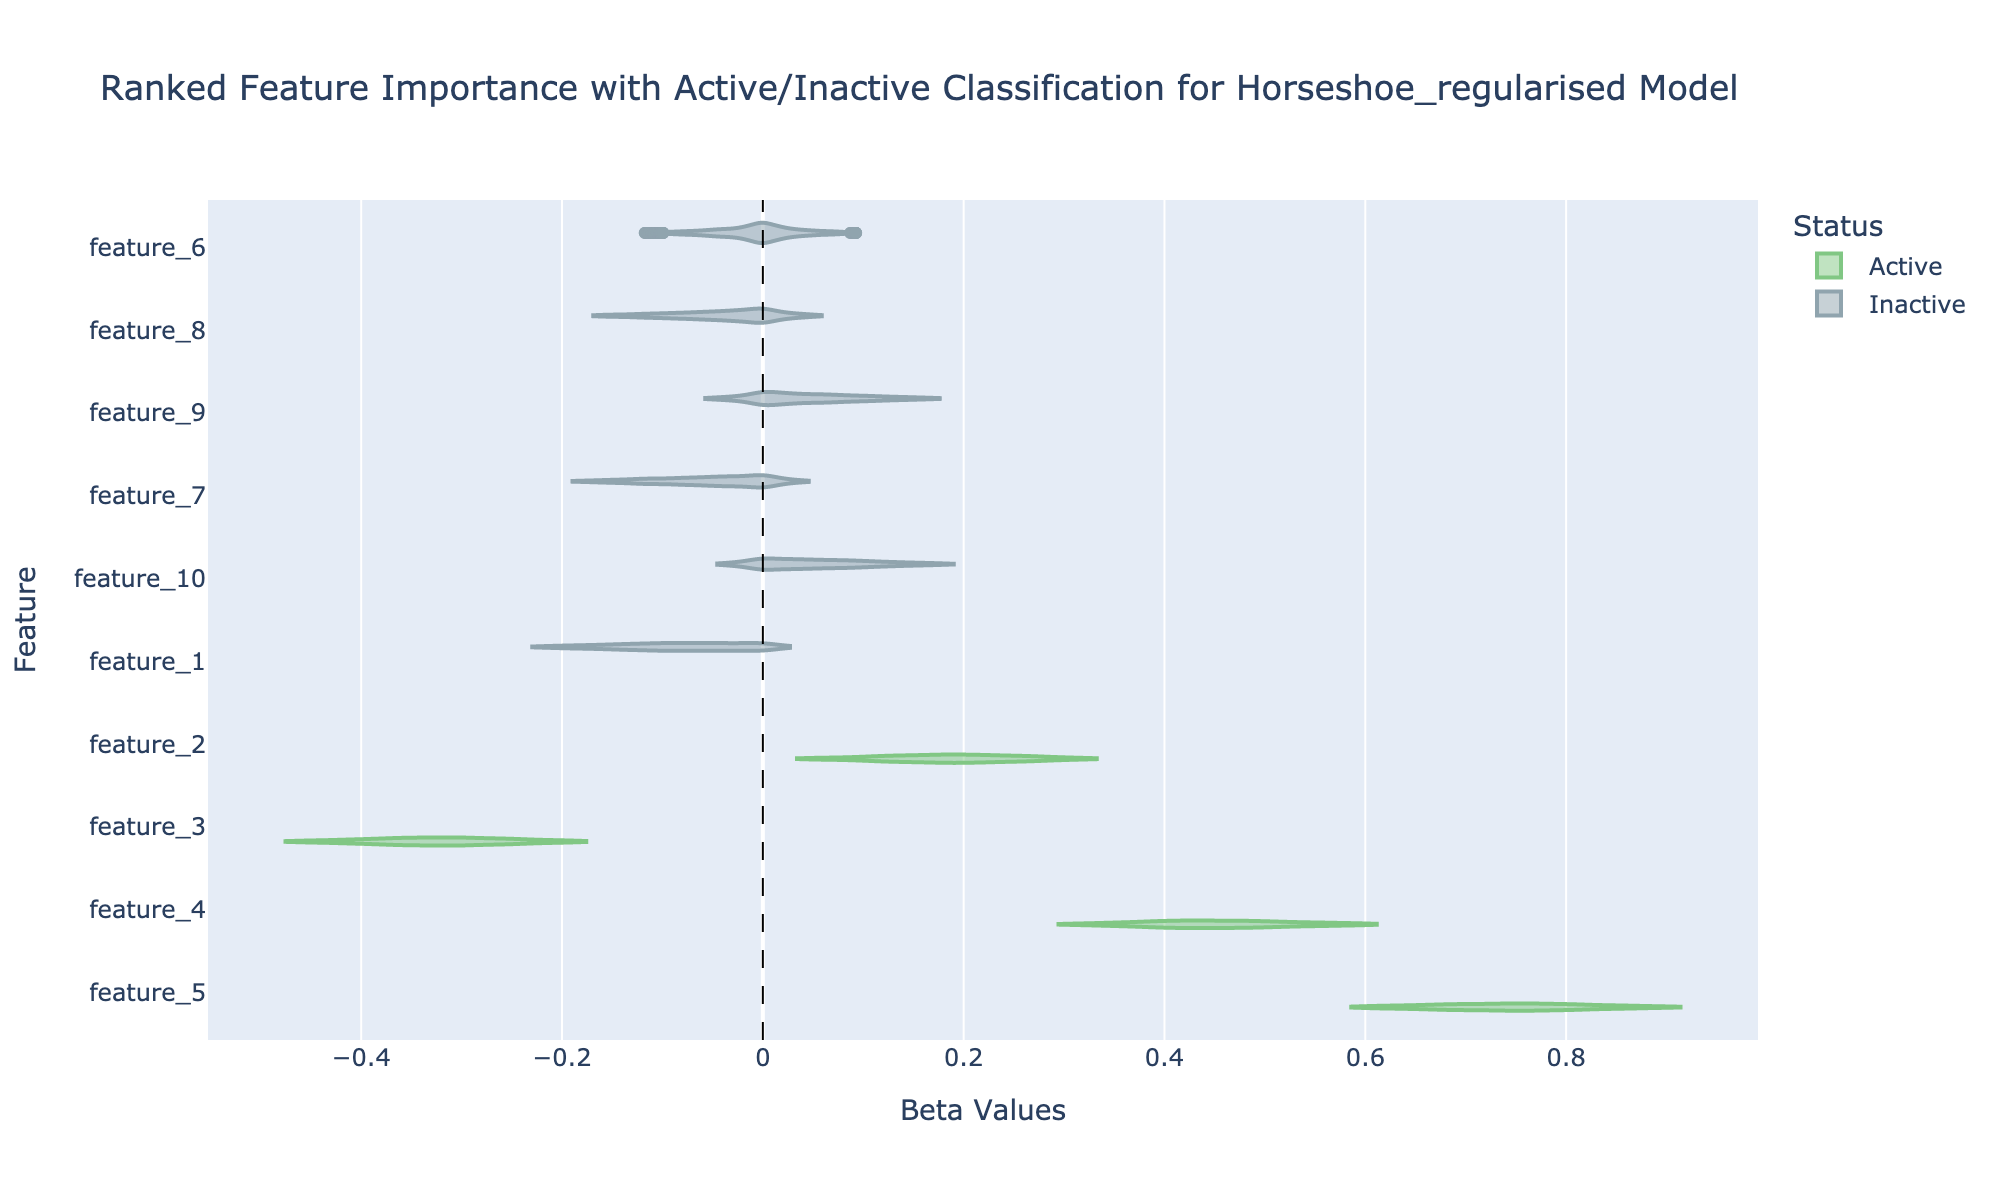 Ranked Feature Importance with Active/Inactive Classification for Horseshoe_regularised Model
Status
Active
Inactive
Feature
feature_6
feature_8
feature_9
feature_7
feature_10
feature_1
feature_2
feature_3
feature_4
feature_5
−0.4 −0.2 0 0.2 0.4 0.6 0.8
Beta Values